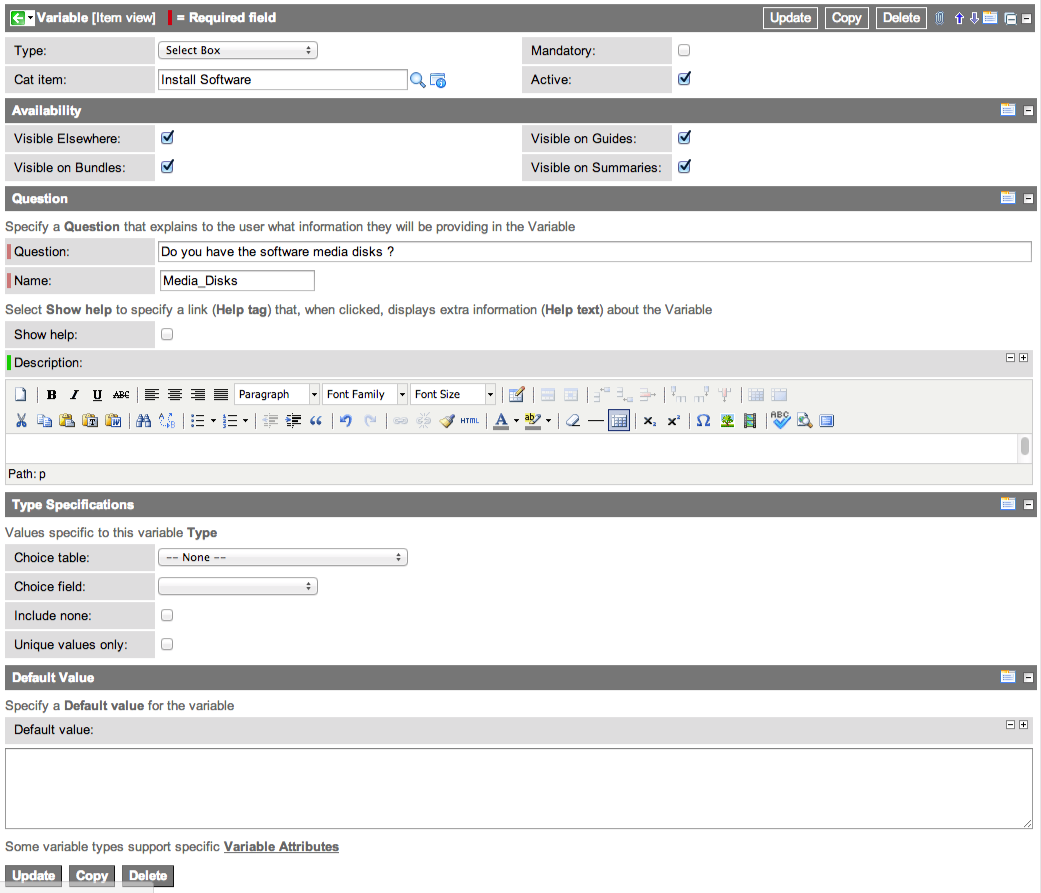 Variable [Item view] = Required field Update Copy Delete
Type: Select Box Mandatory:
Cat item: Install Software Active:
Availability
Visible Elsewhere: Visible on Guides:
Visible on Bundles: Visible on Summaries:
Question
Specify a Question that explains to the user what information they will be providing in the Variable
Question: Do you have the software media disks ?
Name: Media_Disks
Select Show help to specify a link (Help tag) that, when clicked, displays extra information (Help text) about the Variable
Show help:
Description:
B I U ABC Paragraph Font Family Font Size
HTML A ab x₂ x² Ω ABC
Path: p
Type Specifications
Values specific to this variable Type
Choice table: -- None --
Choice field:
Include none:
Unique values only:
Default Value
Specify a Default value for the variable
Default value:
Some variable types support specific Variable Attributes
Update Copy Delete